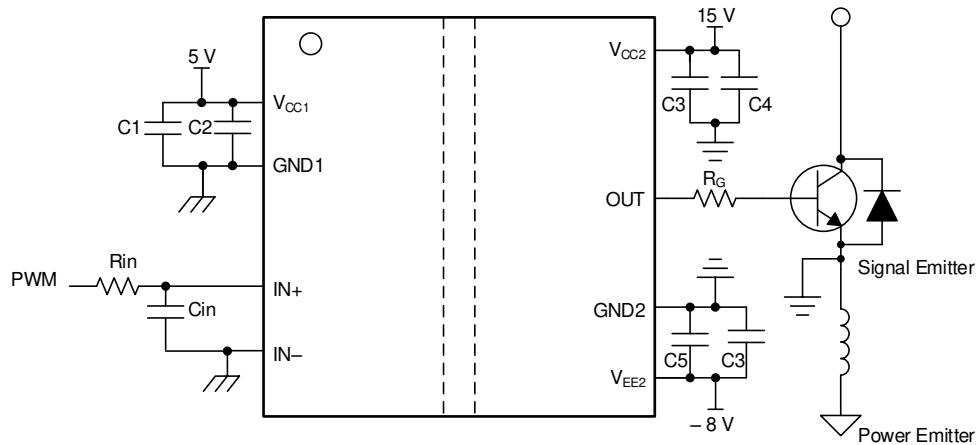 15 V
5 V
VCC2
VCC1
C1
C2
C3
C4
GND1
OUT
RG
PWM
Rin
IN+
Signal Emitter
Cin
GND2
IN–
C5
C3
VEE2
– 8 V
Power Emitter